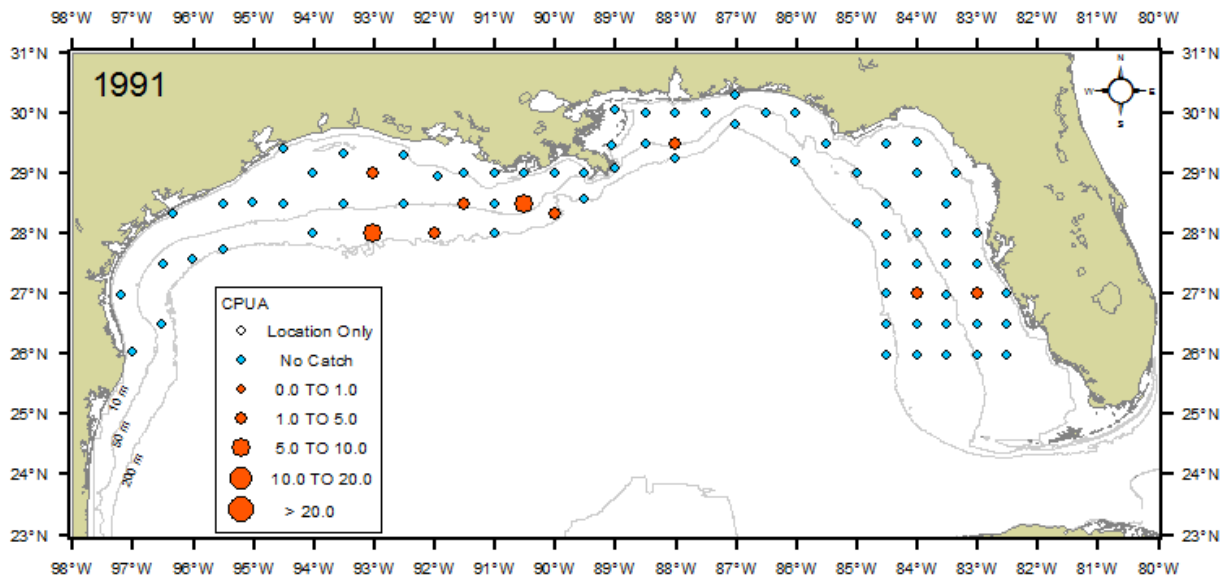 98°W 97°W 96°W 95°W 94°W 93°W 92°W 91°W 90°W 89°W 88°W 87°W 86°W 85°W 84°W 83°W 82°W 81°W 80°W
31°N 31°N
1991
N
W E
S
30°N 30°N
29°N 29°N
28°N 28°N
27°N 27°N
CPUA
Location Only
No Catch
0.0 TO 1.0
1.0 TO 5.0
5.0 TO 10.0
10.0 TO 20.0
> 20.0
26°N 26°N
10 m
25°N 25°N
50 m
24°N 24°N
200 m
23°N 23°N
98°W 97°W 96°W 95°W 94°W 93°W 92°W 91°W 90°W 89°W 88°W 87°W 86°W 85°W 84°W 83°W 82°W 81°W 80°W